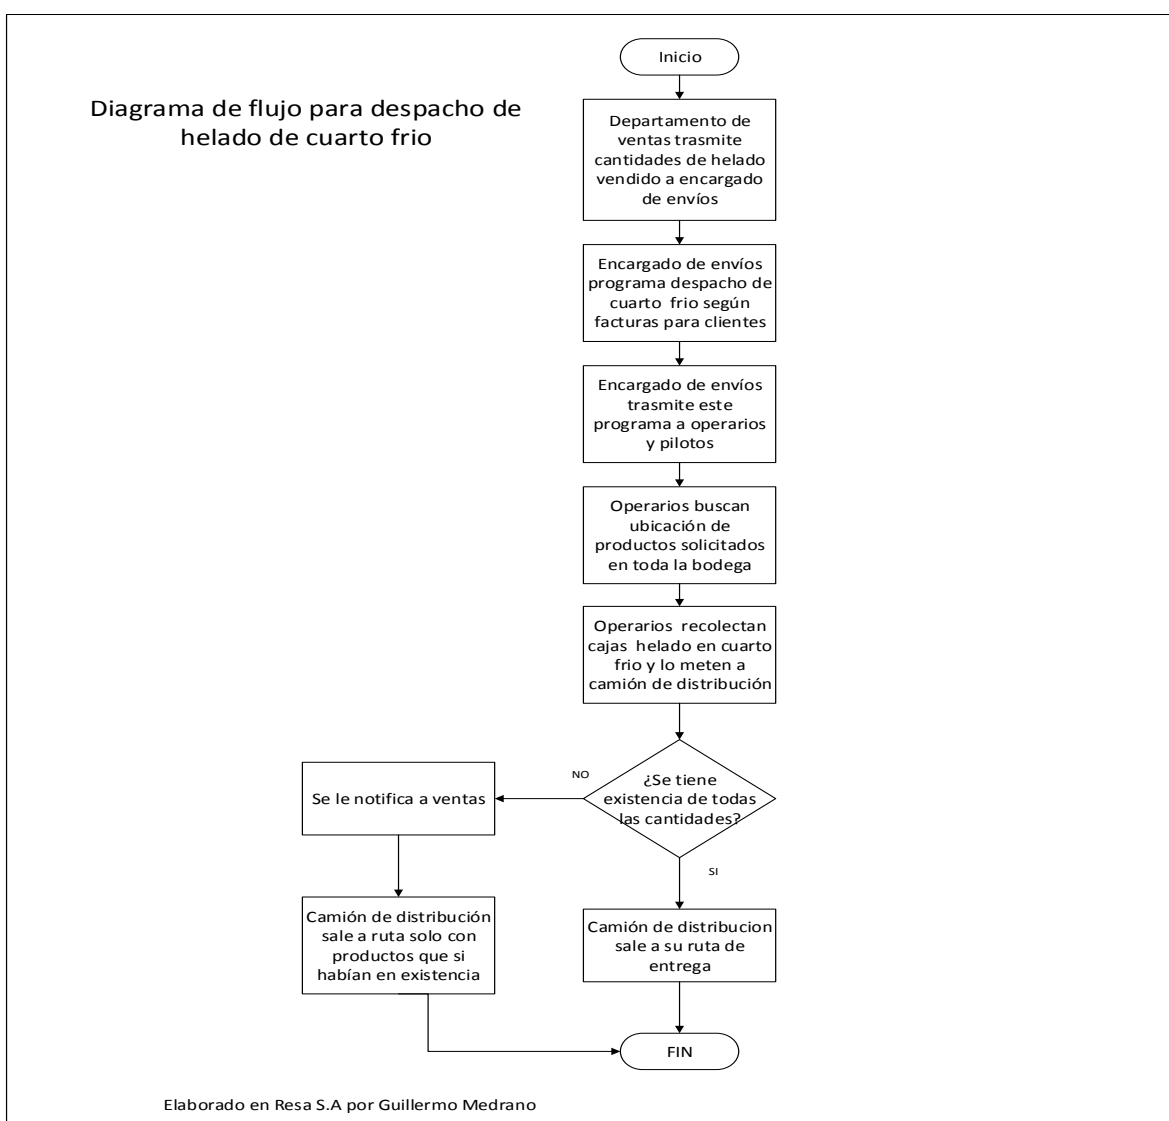 Inicio
Diagrama de flujo para despacho de
helado de cuarto frio
Departamento de
ventas trasmite
cantidades de helado
vendido a encargado
de envíos
Encargado de envíos
programa despacho de
cuarto frio según
facturas para clientes
Encargado de envíos
trasmite este
programa a operarios
y pilotos
Operarios buscan
ubicación de
productos solicitados
en toda la bodega
Operarios recolectan
cajas helado en cuarto
frio y lo meten a
camión de distribución
¿Se tiene
existencia de todas
las cantidades?
NO
Se le notifica a ventas
SI
Camión de distribución
sale a ruta solo con
productos que si
habían en existencia
Camión de distribucion
sale a su ruta de
entrega
FIN
Elaborado en Resa S.A por Guillermo Medrano